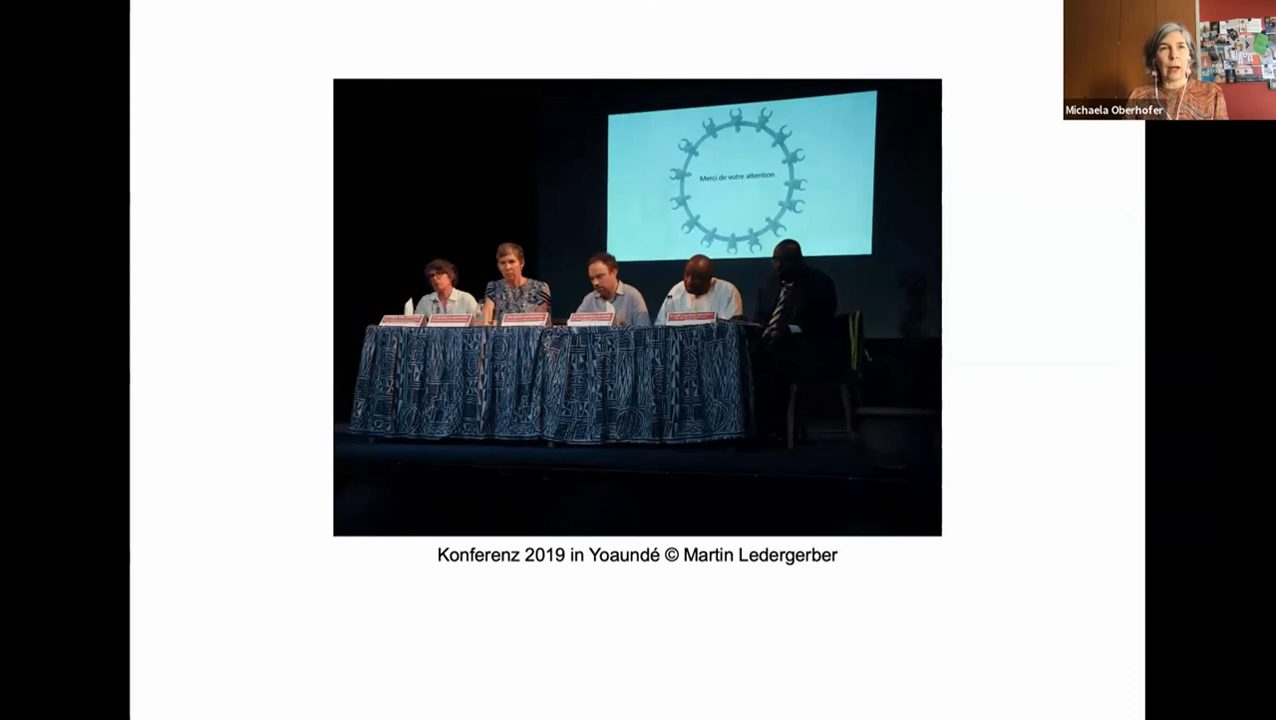 Michaela Oberhofer
Merci de votre attention
Konferenz 2019 in Yoaundé © Martin Ledergerber